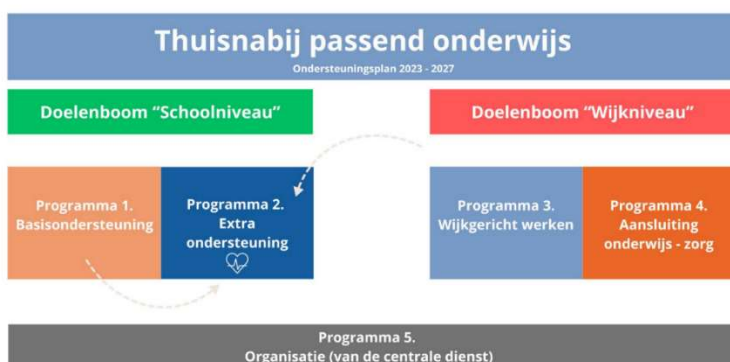 Thuisnabij passend onderwijs
Ondersteuningsplan 2023 - 2027
Doelenboom “Schoolniveau”
Doelenboom “Wijkniveau”
Programma 1.
Basisondersteuning
Programma 2.
Extra
ondersteuning
Programma 3.
Wijkgericht werken
Programma 4.
Aansluiting
onderwijs - zorg
Programma 5.
Organisatie (van de centrale dienst)